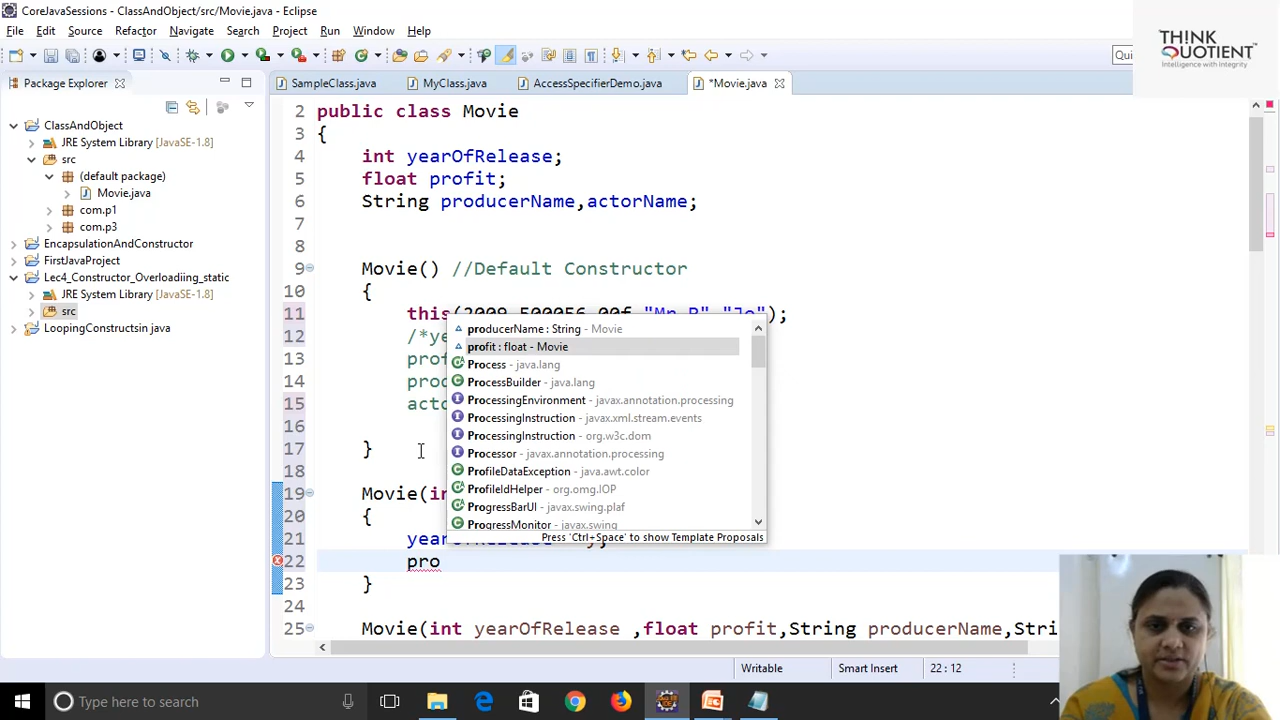 CoreJavaSessions - ClassAndObject/src/Movie.java - Eclipse
File Edit Source Refactor Navigate Search Project Run Window Help
THINK
QUOTIENT
Intelligence with Integrity
Qui
Package Explorer
SampleClass.java
MyClass.java
AccessSpecifierDemo.java
*Movie.java
ClassAndObject
JRE System Library [JavaSE-1.8]
src
(default package)
Movie.java
com.p1
com.p3
EncapsulationAndConstructor
FirstJavaProject
Lec4_Constructor_Overloadiing_static
JRE System Library [JavaSE-1.8]
src
LoopingConstructsin java
2 public class Movie
3 {
4 int yearOfRelease;
5 float profit;
6 String producerName,actorName;
7
8
9 Movie() //Default Constructor
10 {
11 this(2009,500056.00f,"Mr.B","Jo");
12 /*ye
13 prof
14 prod
15 acto
16
17 }
18
19 Movie(in
20 {
21 yearOfRelease = y;
22 pro
23 }
24
25 Movie(int yearOfRelease ,float profit,String producerName,Stri
producerName : String - Movie
profit : float - Movie
Process - java.lang
ProcessBuilder - java.lang
ProcessingEnvironment - javax.annotation.processing
ProcessingInstruction - javax.xml.stream.events
ProcessingInstruction - org.w3c.dom
Processor - javax.annotation.processing
ProfileDataException - java.awt.color
ProfileIdHelper - org.omg.IOP
ProgressBarUI - javax.swing.plaf
ProgressMonitor - javax.swing
Press 'Ctrl+Space' to show Template Proposals
Writable
Smart Insert
22 : 12
Type here to search